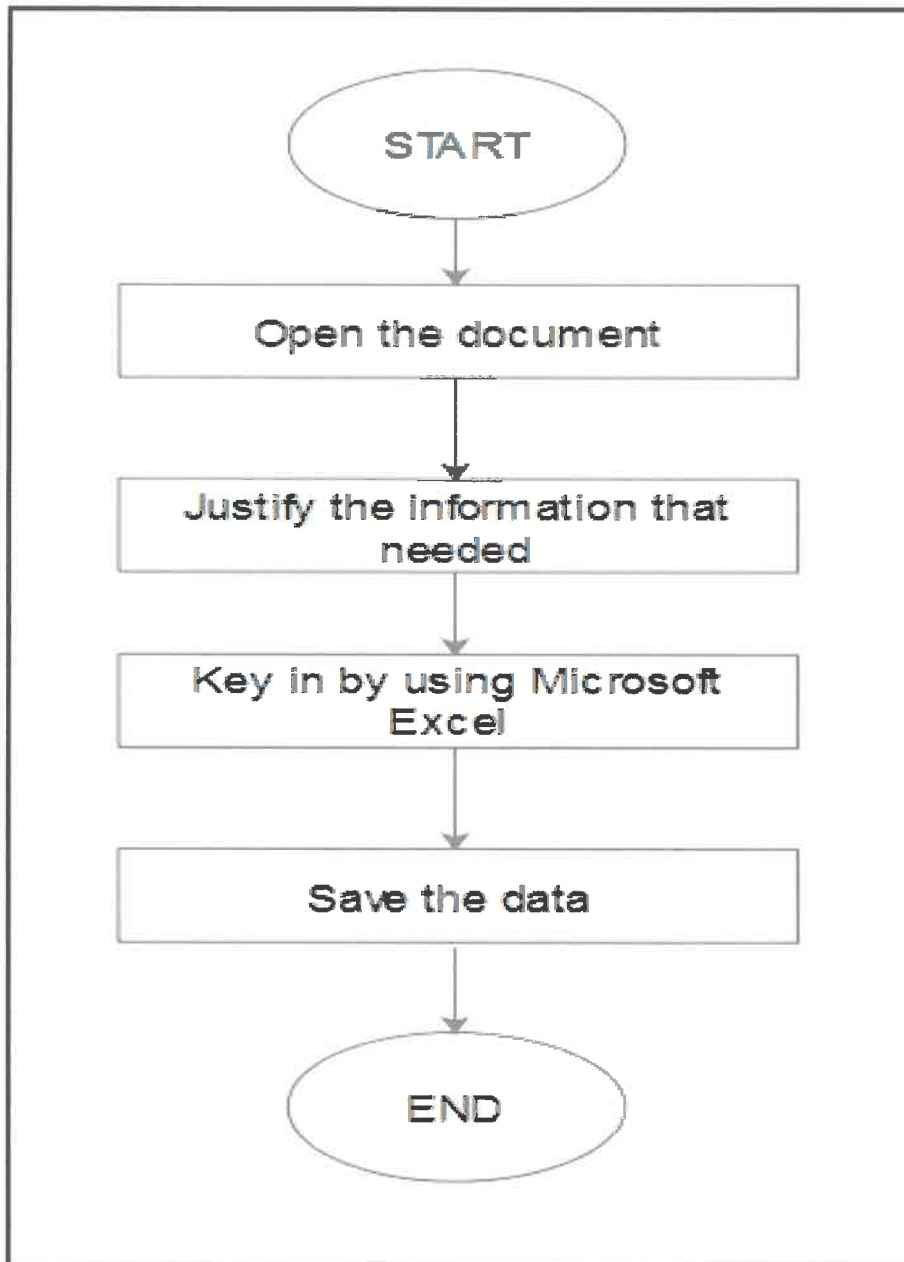 START
Open the document
Justify the information that
needed
Key in by using Microsoft
Excel
Save the data
END